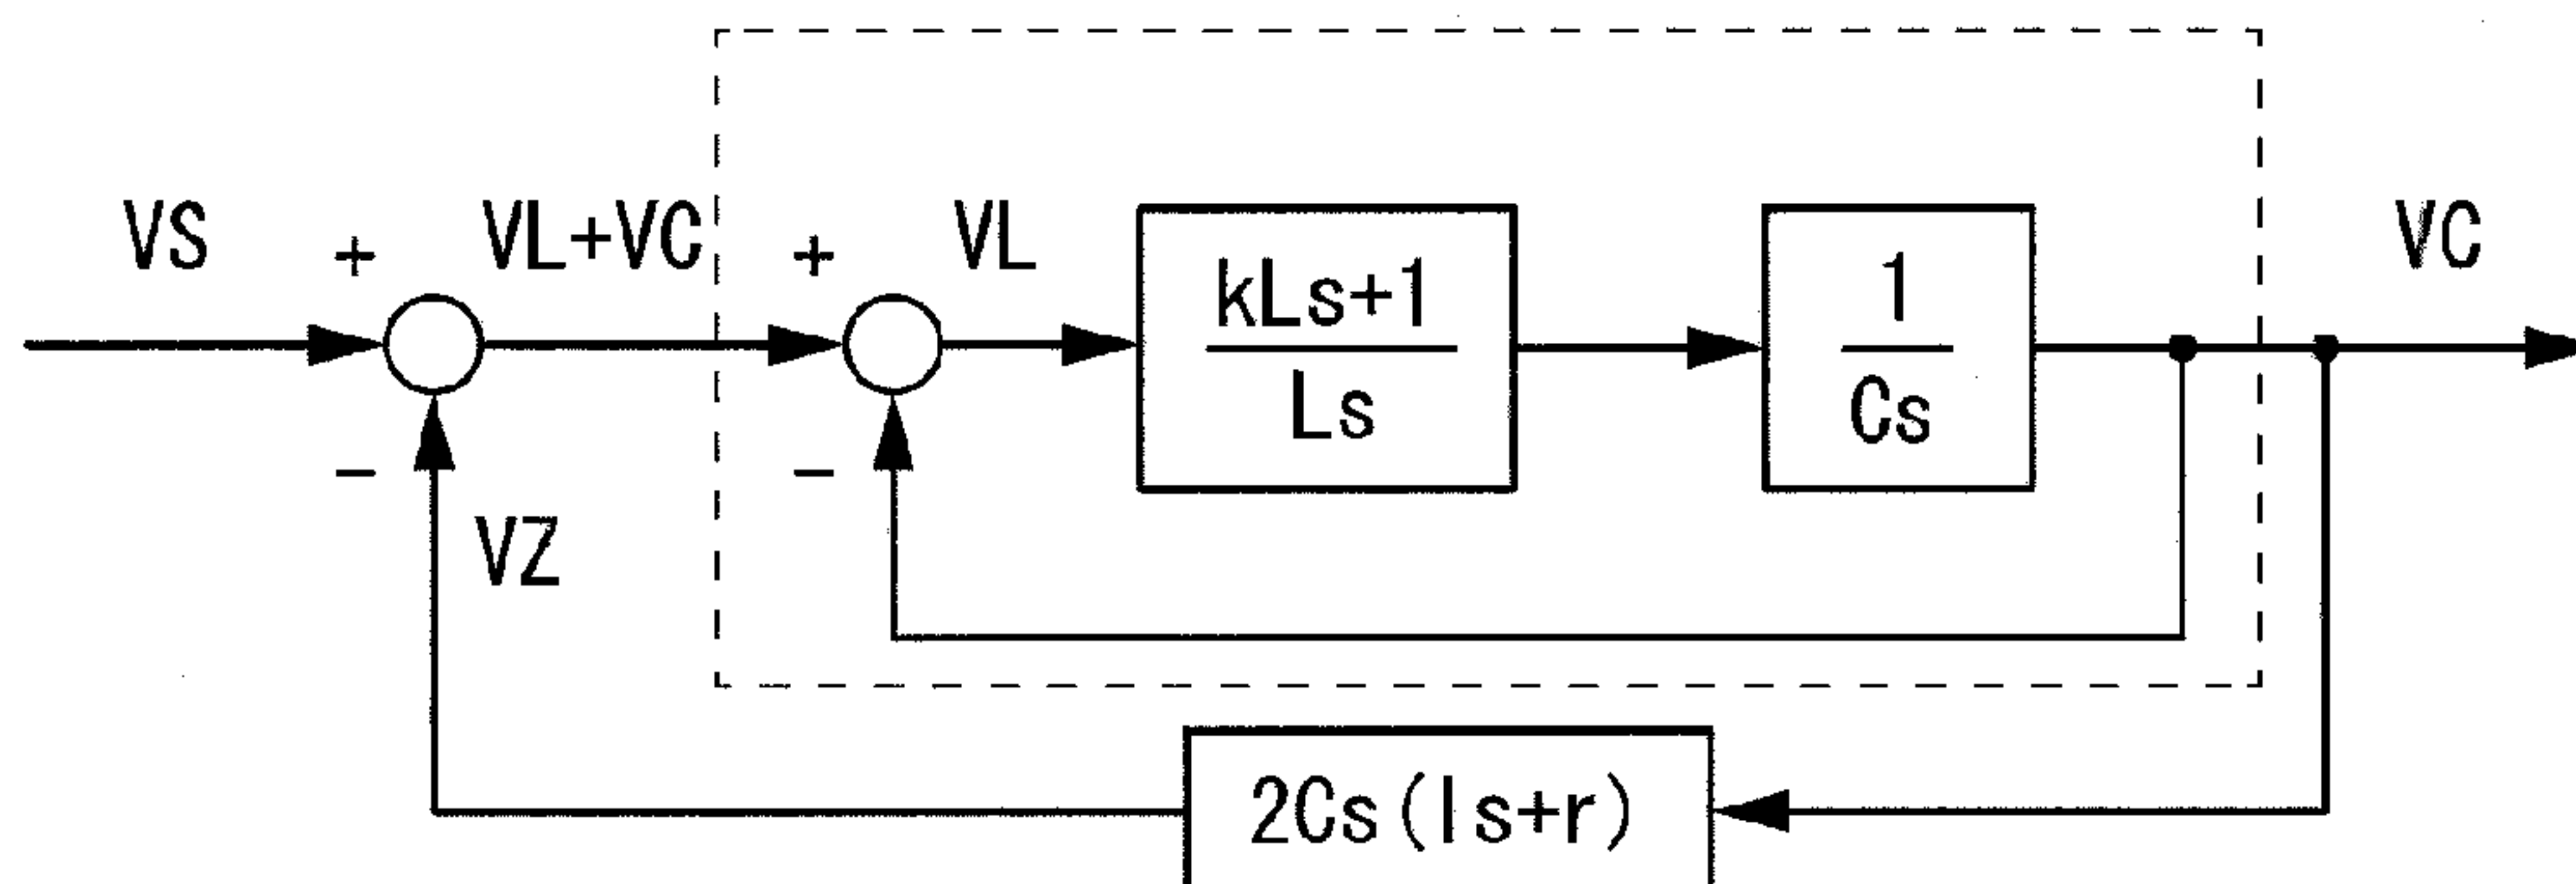 VS
+
VL+VC
+
VL
kLs+1
Ls
1
Cs
VC
-
VZ
-
2Cs(ls+r)